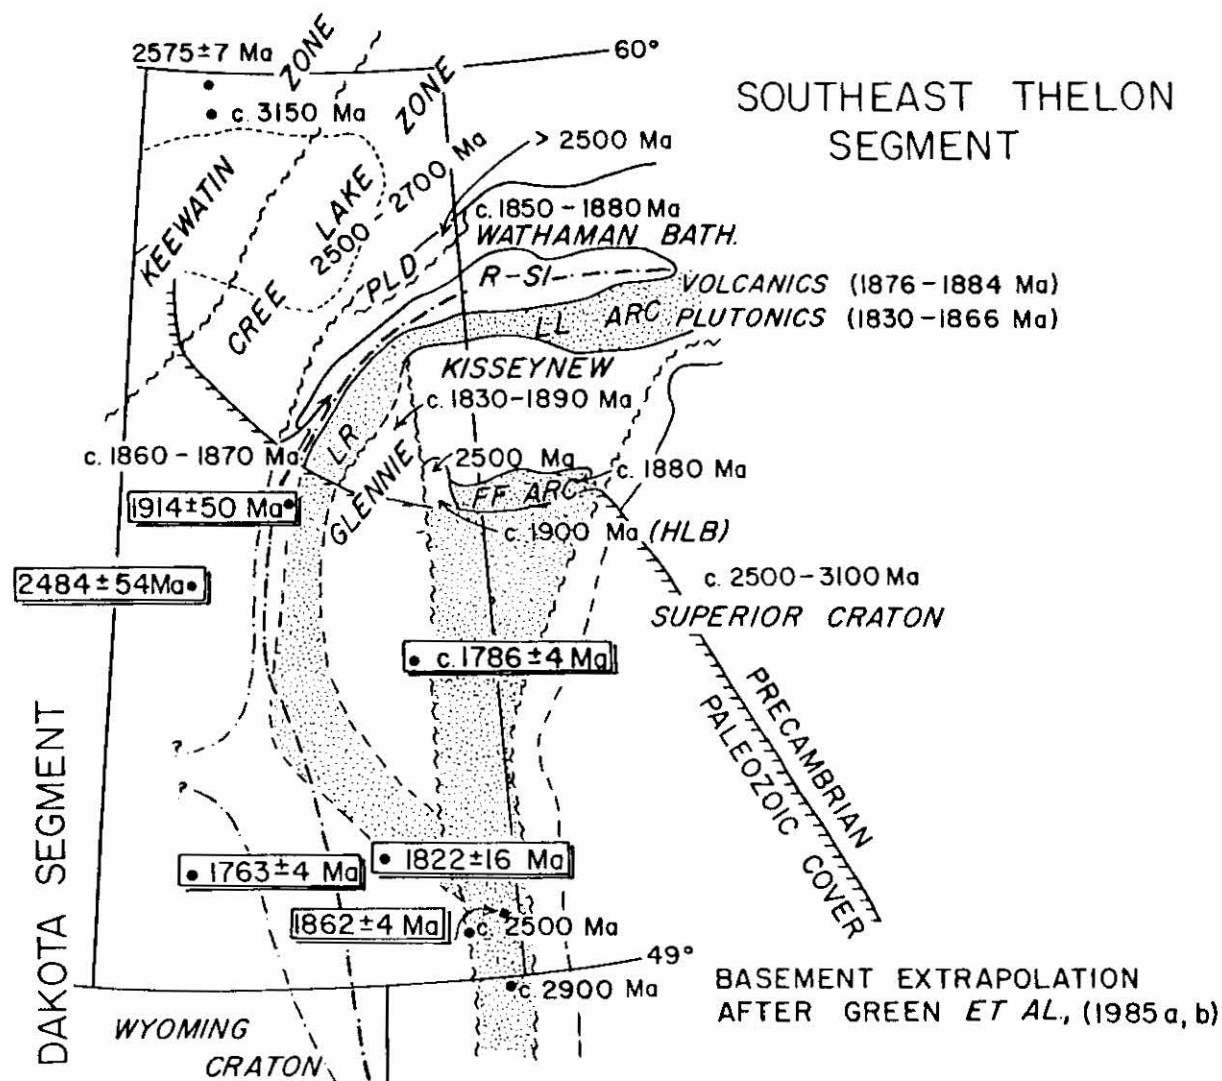 2575±7 Ma
ZONE
60°
c. 3150 Ma
ZONE
SOUTHEAST THELON
SEGMENT
> 2500 Ma
KEEWATIN
LAKE
2500-2700 Ma
c. 1850-1880 Ma
WATHAMAN BATH.
CREE
PLD
R-SI
VOLCANICS (1876-1884 Ma)
LL ARC
PLUTONICS (1830-1866 Ma)
KISSEYNEW
c. 1830-1890 Ma
LR
c. 1860-1870 Ma
GLENNIE
2500 Ma
c. 1880 Ma
FF ARC
1914±50 Ma
c. 1900 Ma (HLB)
2484±54 Ma
c. 2500-3100 Ma
SUPERIOR CRATON
c. 1786±4 Ma
PRECAMBRIAN
PALEOZOIC COVER
?
?
DAKOTA SEGMENT
1763±4 Ma
1822±16 Ma
1862±4 Ma
c. 2500 Ma
49°
c. 2900 Ma
BASEMENT EXTRAPOLATION
AFTER GREEN ET AL., (1985a,b)
WYOMING
CRATON